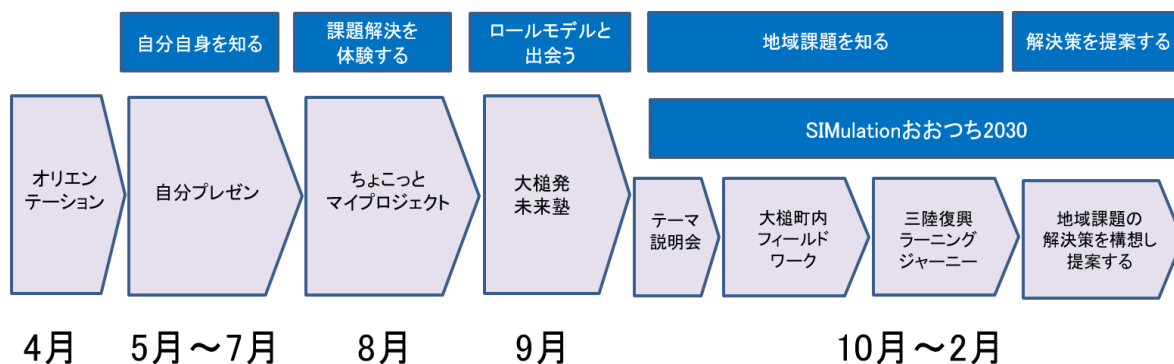 自分自身を知る
課題解決を
体験する
ロールモデルと
出会う
地域課題を知る
解決策を提案する
SIMulationおおつち2030
オリエン
テーション
自分プレゼン
ちょこっと
マイプロジェクト
大槌発
未来塾
テーマ
説明会
大槌町内
フィールド
ワーク
三陸復興
ラーニング
ジャーニー
地域課題の
解決策を構想し
提案する
4月
5月～7月
8月
9月
10月～2月